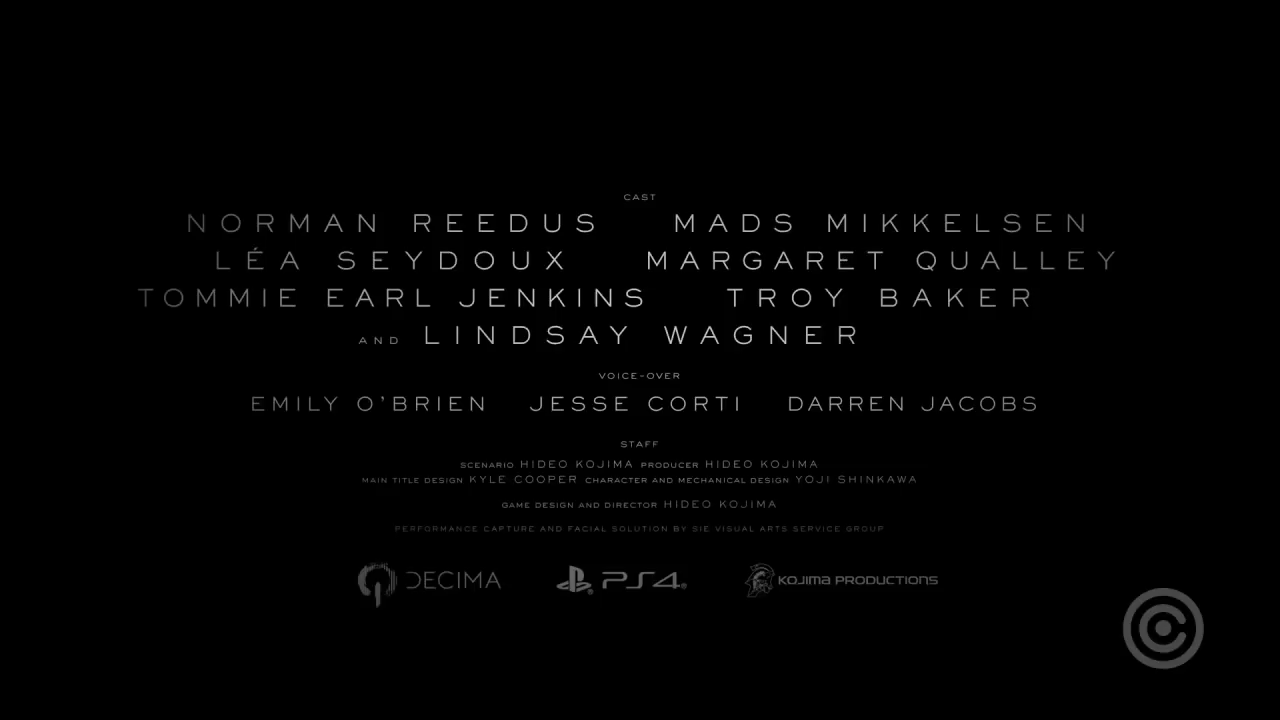 CAST
NORMAN REEDUS MADS MIKKELSEN
LÉA SEYDOUX MARGARET QUALLEY
TOMMIE EARL JENKINS TROY BAKER
AND LINDSAY WAGNER
VOICE-OVER
EMILY O'BRIEN JESSE CORTI DARREN JACOBS
STAFF
SCENARIO HIDEO KOJIMA PRODUCER HIDEO KOJIMA
MAIN TITLE DESIGN KYLE COOPER CHARACTER AND MECHANICAL DESIGN YOJI SHINKAWA
GAME DESIGN AND DIRECTOR HIDEO KOJIMA
PERFORMANCE CAPTURE AND FACIAL SOLUTION BY SIE VISUAL ARTS SERVICE GROUP
DECIMA PS4 KOJIMA PRODUCTIONS